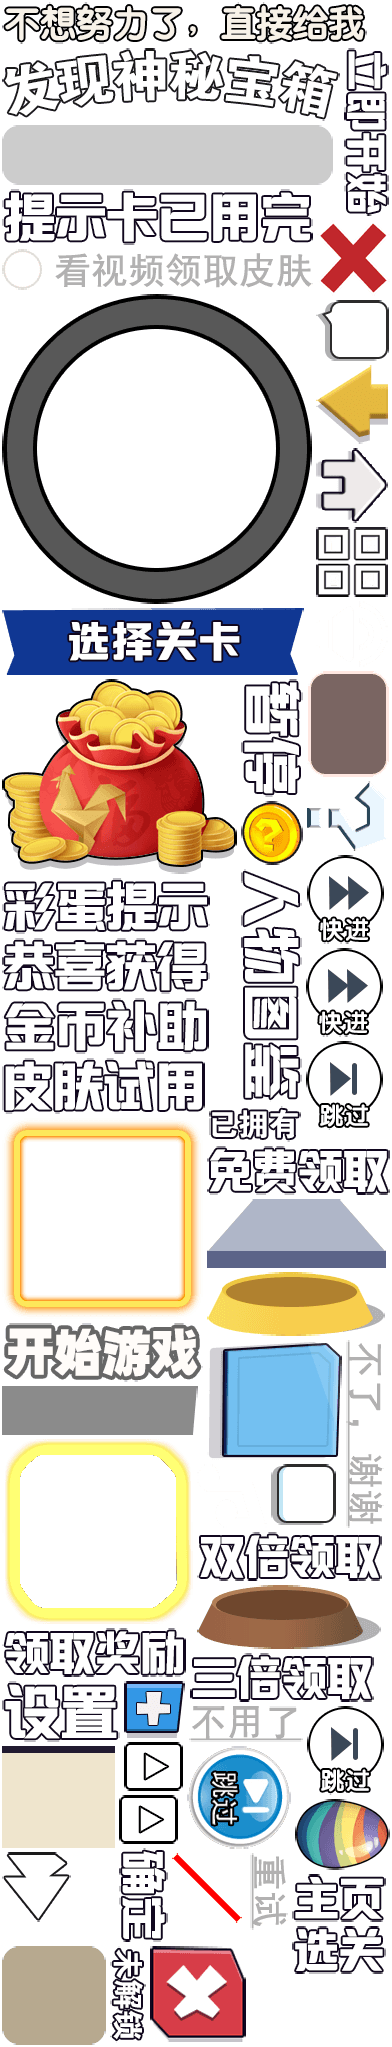 不想努力了，直接给我
发现神秘宝箱
立即开始
提示卡已用完
看视频领取皮肤
选择关卡
暂停
彩蛋提示
恭喜获得
金币补助
皮肤试用
人物图鉴
快进
快进
跳过
已拥有
免费领取
开始游戏
不了，谢谢
双倍领取
领取奖励
三倍领取
设置
不用了
跳过
跳过
确定
重试
主页
选关
未解锁